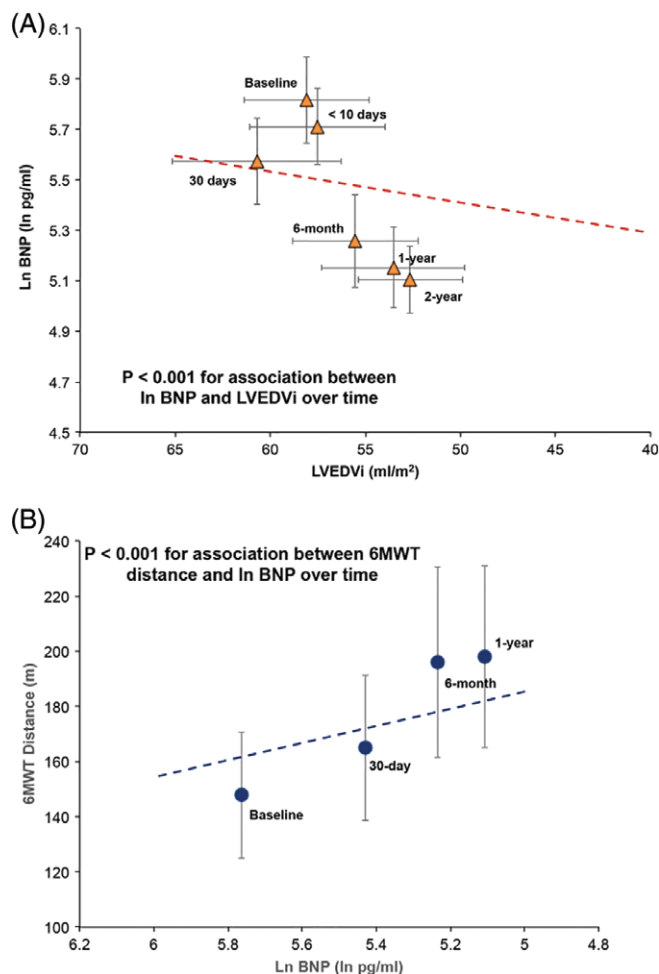 (A)
6.1
5.9
5.7
5.5
5.3
5.1
4.9
4.7
4.5
Ln BNP (ln pg/ml)
Baseline
< 10 days
30 days
6-month
1-year
2-year
P < 0.001 for association between
ln BNP and LVEDVi over time
70
65
60
55
50
45
40
LVEDVi (ml/m²)
(B)
240
220
200
180
160
140
120
100
6MWT Distance (m)
P < 0.001 for association between 6MWT
distance and ln BNP over time
1-year
6-month
30-day
Baseline
6.2
6
5.8
5.6
5.4
5.2
5
4.8
Ln BNP (ln pg/ml)